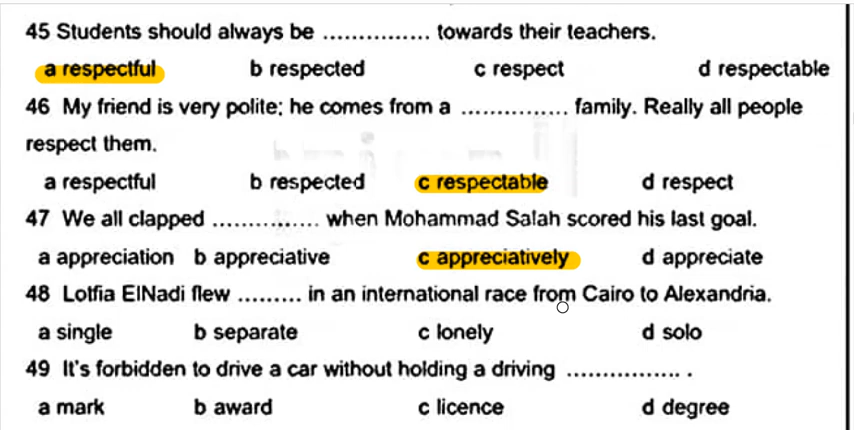 45 Students should always be ................ towards their teachers.
a respectful b respected c respect d respectable
46 My friend is very polite; he comes from a ................ family. Really all people
respect them.
a respectful b respected c respectable d respect
47 We all clapped ................ when Mohammad Salah scored his last goal.
a appreciation b appreciative c appreciatively d appreciate
48 Lotfia ElNadi flew ......... in an international race from Cairo to Alexandria.
a single b separate c lonely d solo
49 It's forbidden to drive a car without holding a driving ................. .
a mark b award c licence d degree